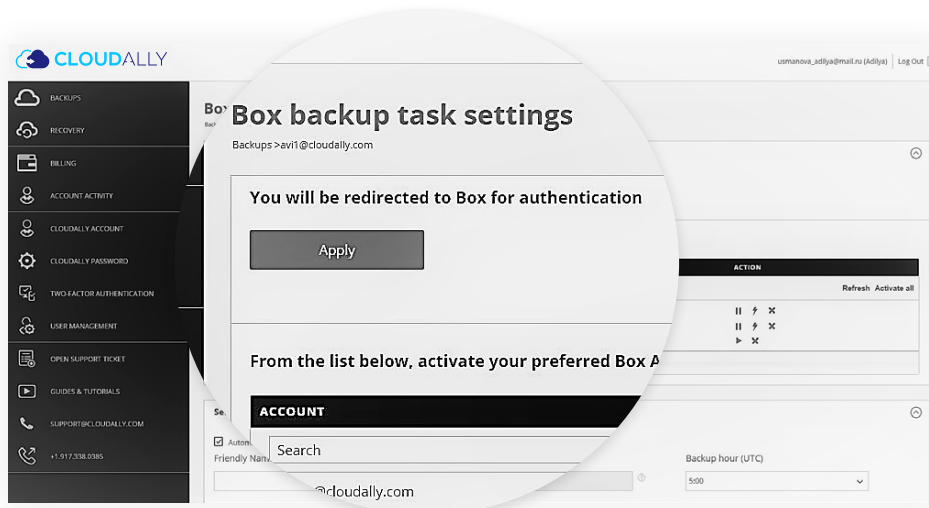 CLOUDALLY
usmanova_adilya@mail.ru (Adilya) Log Out
BACKUPS
RECOVERY
BILLING
ACCOUNT ACTIVITY
CLOUDALLY ACCOUNT
CLOUDALLY PASSWORD
TWO-FACTOR AUTHENTICATION
USER MANAGEMENT
OPEN SUPPORT TICKET
GUIDES & TUTORIALS
SUPPORT@CLOUDALLY.COM
+1.917.338.0385
Box backup task settings
Backups >avi1@cloudally.com
You will be redirected to Box for authentication
Apply
From the list below, activate your preferred Box A
ACCOUNT
Search
@cloudally.com
ACTION
Refresh Activate all
Friendly Nam
Backup hour (UTC)
5:00